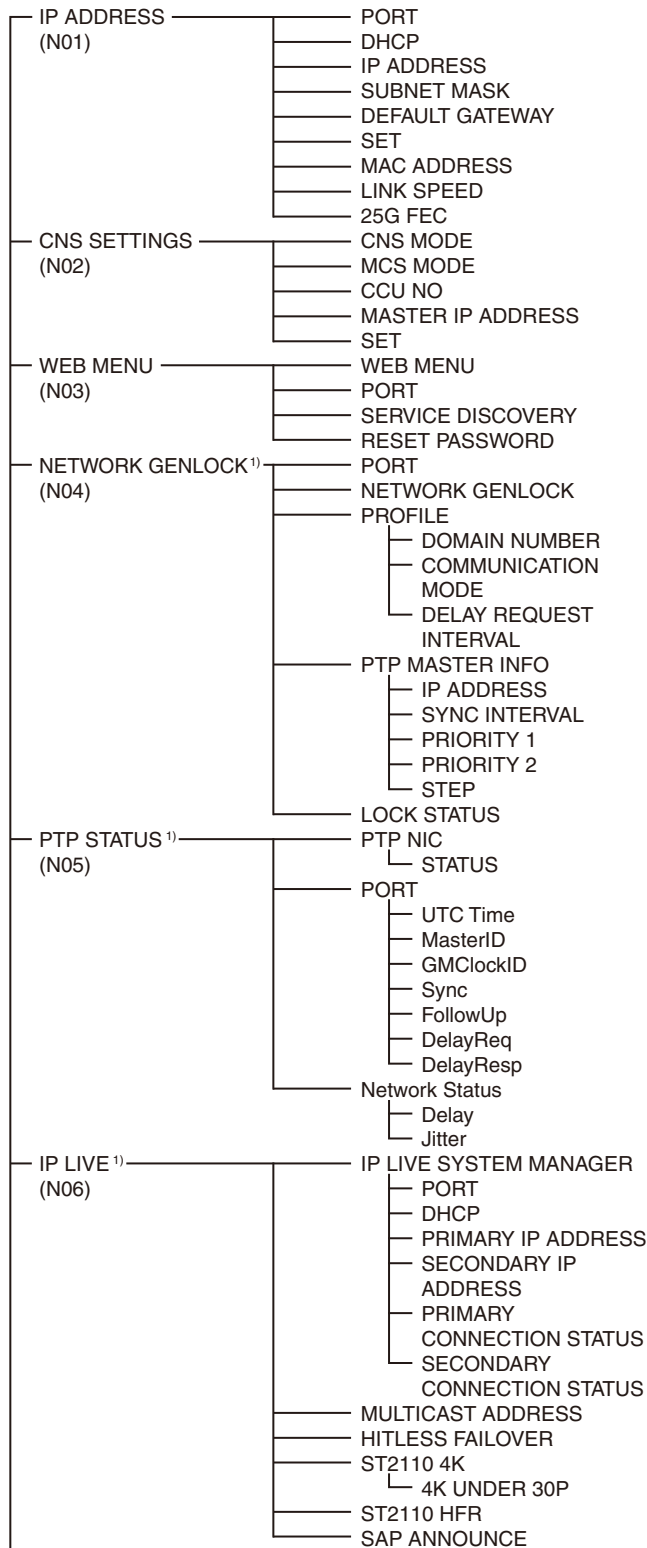 IP ADDRESS
(N01)
PORT
DHCP
IP ADDRESS
SUBNET MASK
DEFAULT GATEWAY
SET
MAC ADDRESS
LINK SPEED
25G FEC
CNS SETTINGS
(N02)
CNS MODE
MCS MODE
CCU NO
MASTER IP ADDRESS
SET
WEB MENU
(N03)
WEB MENU
PORT
SERVICE DISCOVERY
RESET PASSWORD
NETWORK GENLOCK 1)
(N04)
PORT
NETWORK GENLOCK
PROFILE
DOMAIN NUMBER
COMMUNICATION
MODE
DELAY REQUEST
INTERVAL
PTP MASTER INFO
IP ADDRESS
SYNC INTERVAL
PRIORITY 1
PRIORITY 2
STEP
LOCK STATUS
PTP STATUS 1)
(N05)
PTP NIC
STATUS
PORT
UTC Time
MasterID
GMClockID
Sync
FollowUp
DelayReq
DelayResp
Network Status
Delay
Jitter
IP LIVE 1)
(N06)
IP LIVE SYSTEM MANAGER
PORT
DHCP
PRIMARY IP ADDRESS
SECONDARY IP
ADDRESS
PRIMARY
CONNECTION STATUS
SECONDARY
CONNECTION STATUS
MULTICAST ADDRESS
HITLESS FAILOVER
ST2110 4K
4K UNDER 30P
ST2110 HFR
SAP ANNOUNCE